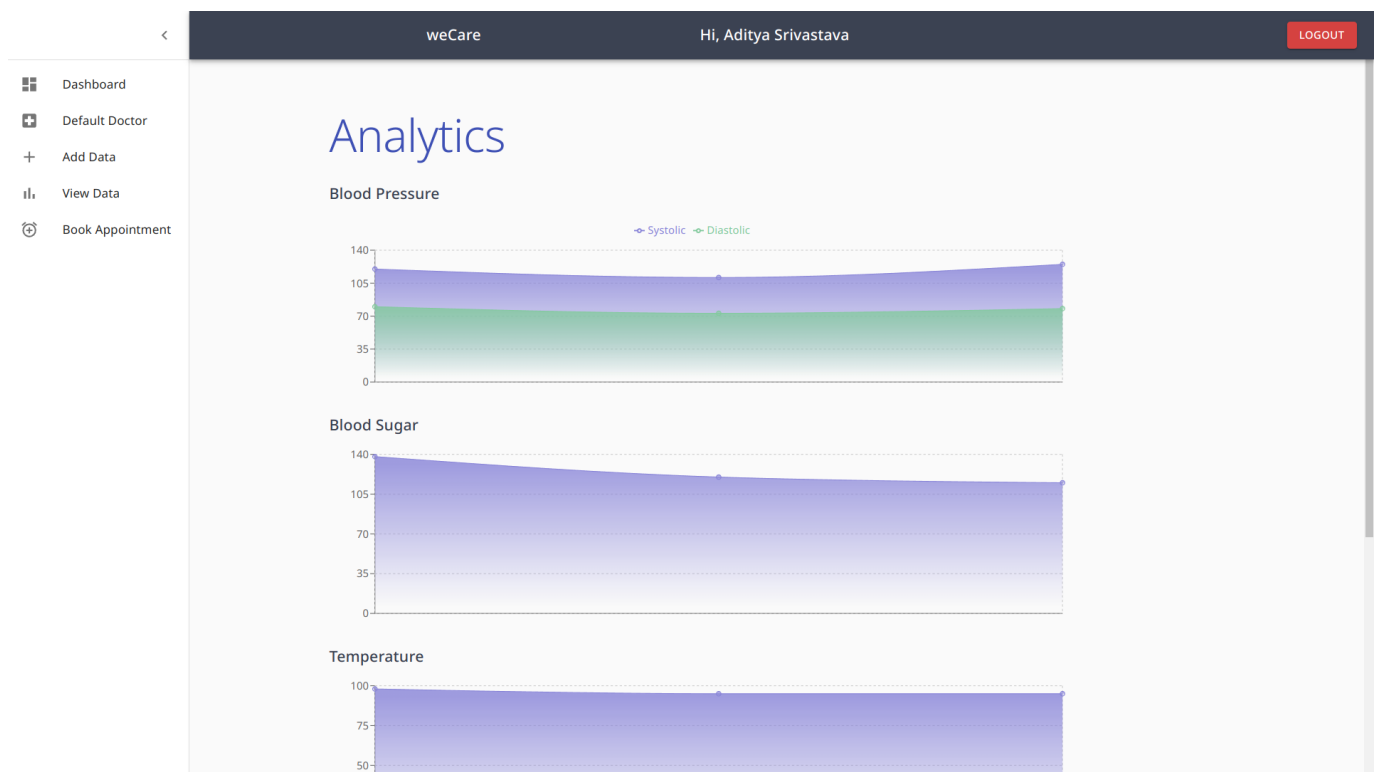 weCare
Hi, Aditya Srivastava
LOGOUT
Dashboard
Default Doctor
Add Data
View Data
Book Appointment
Analytics
Blood Pressure
Systolic Diastolic
140
105
70
35
0
Blood Sugar
140
105
70
35
0
Temperature
100
75
50